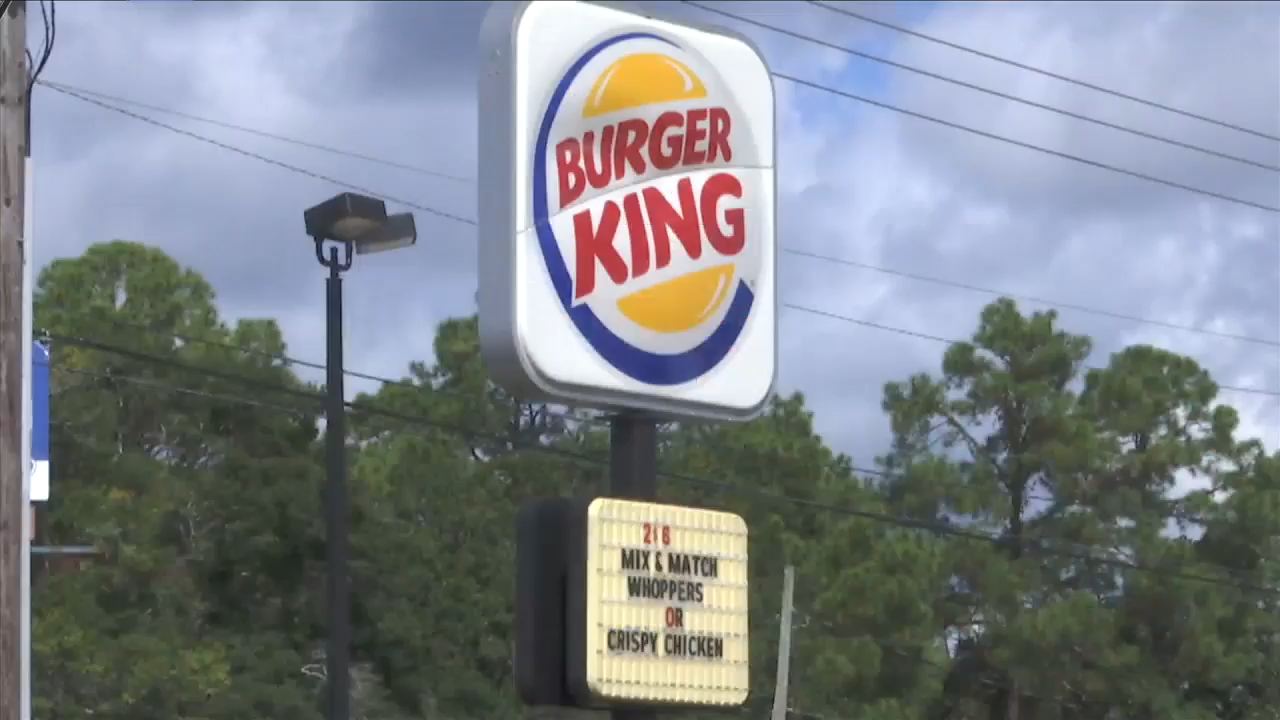 BURGER
KING
2 6
MIX & MATCH
WHOPPERS
OR
CRISPY CHICKEN